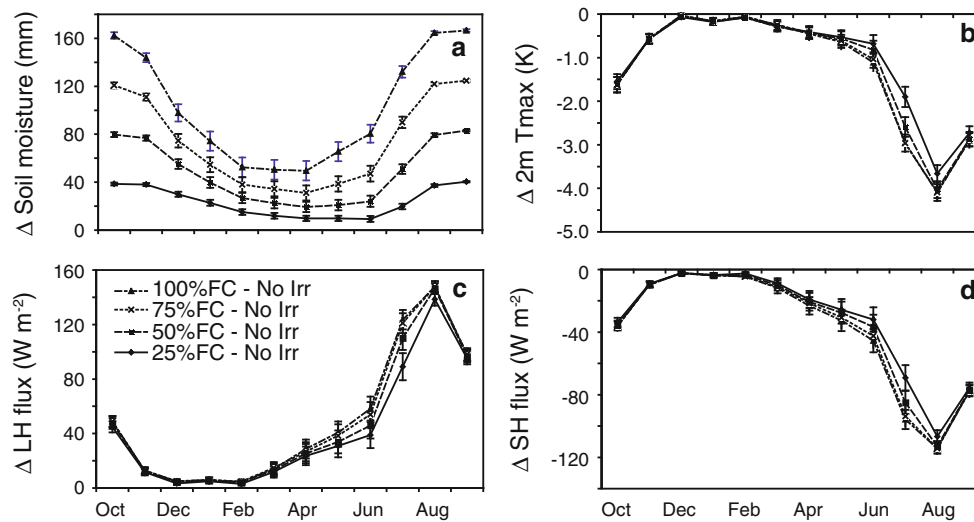 Δ Soil moisture (mm)
160
120
80
40
0
a
Δ 2m Tmax (K)
0
-1.0
-2.0
-3.0
-4.0
-5.0
b
Δ LH flux (W m-2)
160
120
80
40
0
c
100%FC - No Irr
75%FC - No Irr
50%FC - No Irr
25%FC - No Irr
Oct Dec Feb Apr Jun Aug
Δ SH flux (W m-2)
0
-40
-80
-120
d
Oct Dec Feb Apr Jun Aug